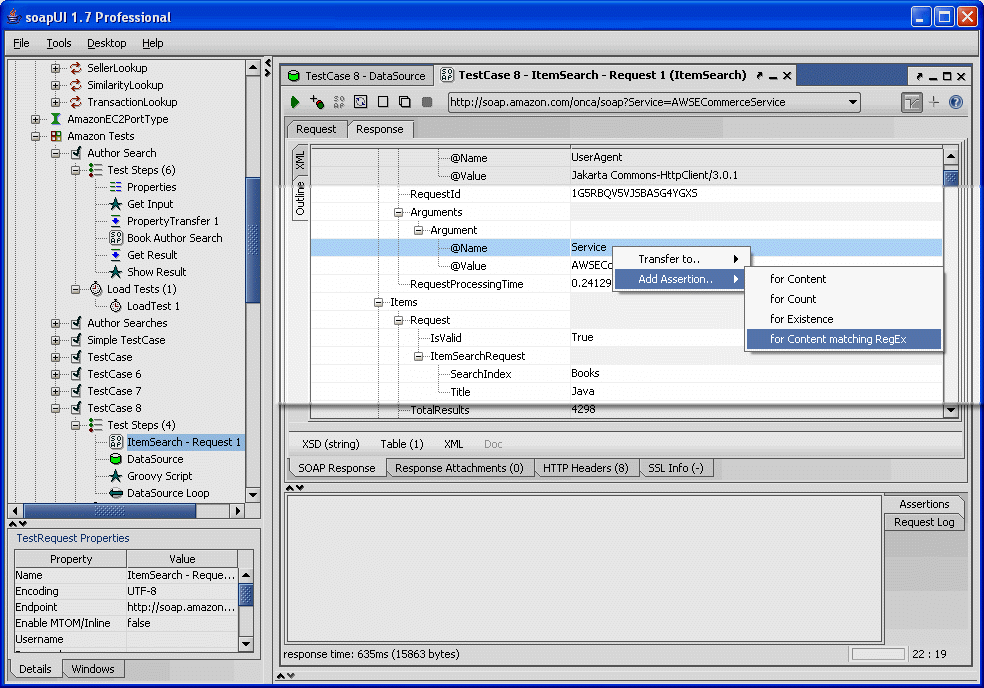 soapUI 1.7 Professional
File Tools Desktop Help
SellerLookup
SimilarityLookup
TransactionLookup
AmazonEC2PortType
Amazon Tests
Author Search
Test Steps (6)
Properties
Get Input
PropertyTransfer 1
Book Author Search
Get Result
Show Result
Load Tests (1)
LoadTest 1
Author Searches
Simple TestCase
TestCase
TestCase 6
TestCase 7
TestCase 8
Test Steps (4)
ItemSearch - Request 1
DataSource
Groovy Script
DataSource Loop
TestRequest Properties
Property Value
Name ItemSearch - Reque...
Encoding UTF-8
Endpoint http://soap.amazon...
Enable MTOM/Inline false
Username
Details Windows
TestCase 8 - DataSource
TestCase 8 - ItemSearch - Request 1 (ItemSearch)
http://soap.amazon.com/onca/soap?Service=AWSECommerceService
Request Response
XML
Outline
@Name UserAgent
@Value Jakarta Commons-HttpClient/3.0.1
RequestId 1G5RBQV5VJSBASG4YGXS
Arguments
Argument
@Name Service
@Value AWSECo
RequestProcessingTime 0.24129
Items
Request
IsValid True
ItemSearchRequest
SearchIndex Books
Title Java
TotalResults 4298
Transfer to..
Add Assertion..
for Content
for Count
for Existence
for Content matching RegEx
XSD (string) Table (1) XML Doc
SOAP Response Response Attachments (0) HTTP Headers (8) SSL Info (-)
Assertions
Request Log
response time: 635ms (15863 bytes)
22 : 19